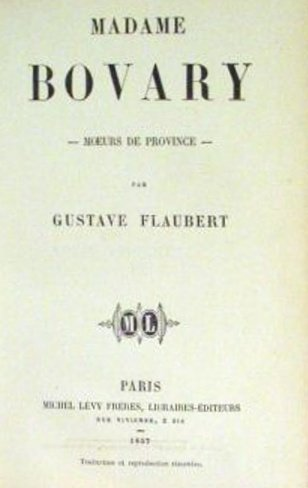 MADAME
BOVARY
— MŒURS DE PROVINCE —
PAR
GUSTAVE FLAUBERT
M L
PARIS
MICHEL LÉVY FRÈRES, LIBRAIRES-ÉDITEURS
RUE VIVIENNE, 2 BIS
1857
Traduction et reproduction réservées.